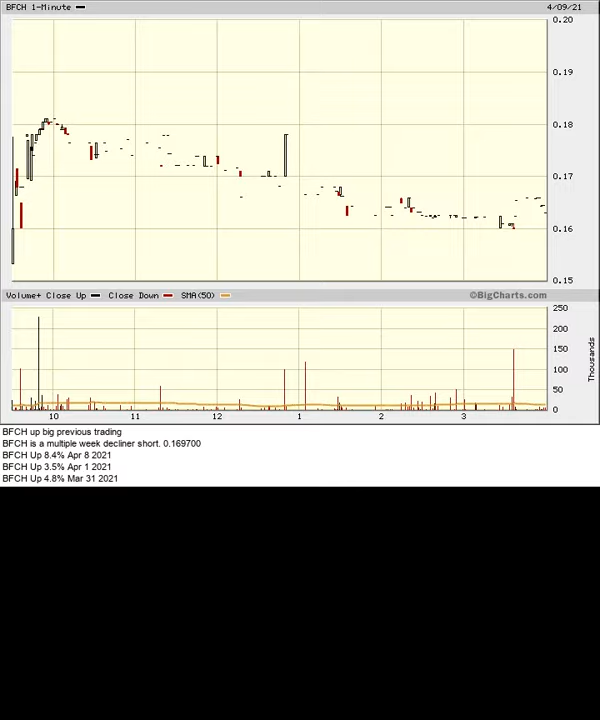 BFCH 1-Minute 4/09/21
0.20
0.19
0.18
0.17
0.16
0.15
Volume+ Close Up Close Down SMA(50) ©BigCharts.com
250
200
150
100
50
0
Thousands
10 11 12 1 2 3
BFCH up big previous trading
BFCH is a multiple week decliner short. 0.169700
BFCH Up 8.4% Apr 8 2021
BFCH Up 3.5% Apr 1 2021
BFCH Up 4.8% Mar 31 2021